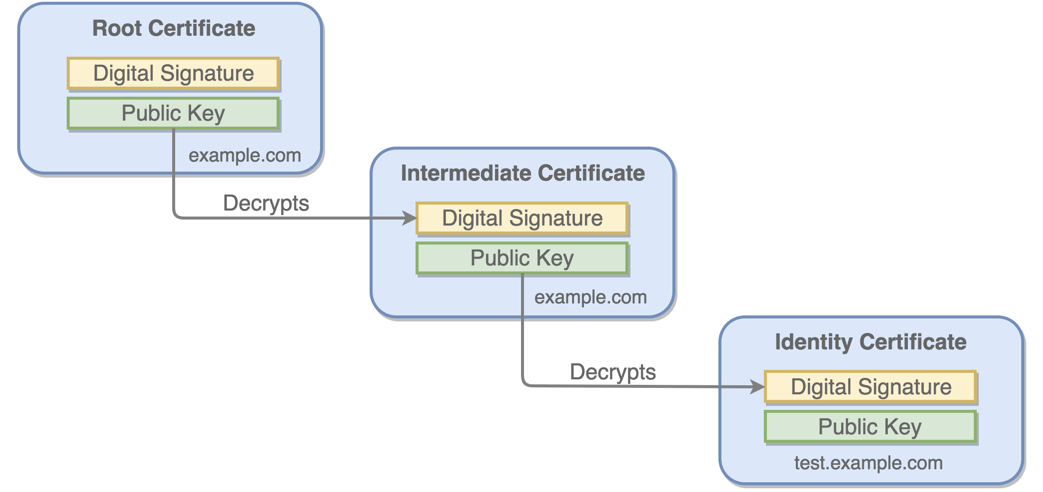 Root Certificate
Digital Signature
Public Key
example.com
Decrypts
Intermediate Certificate
Digital Signature
Public Key
example.com
Decrypts
Identity Certificate
Digital Signature
Public Key
test.example.com